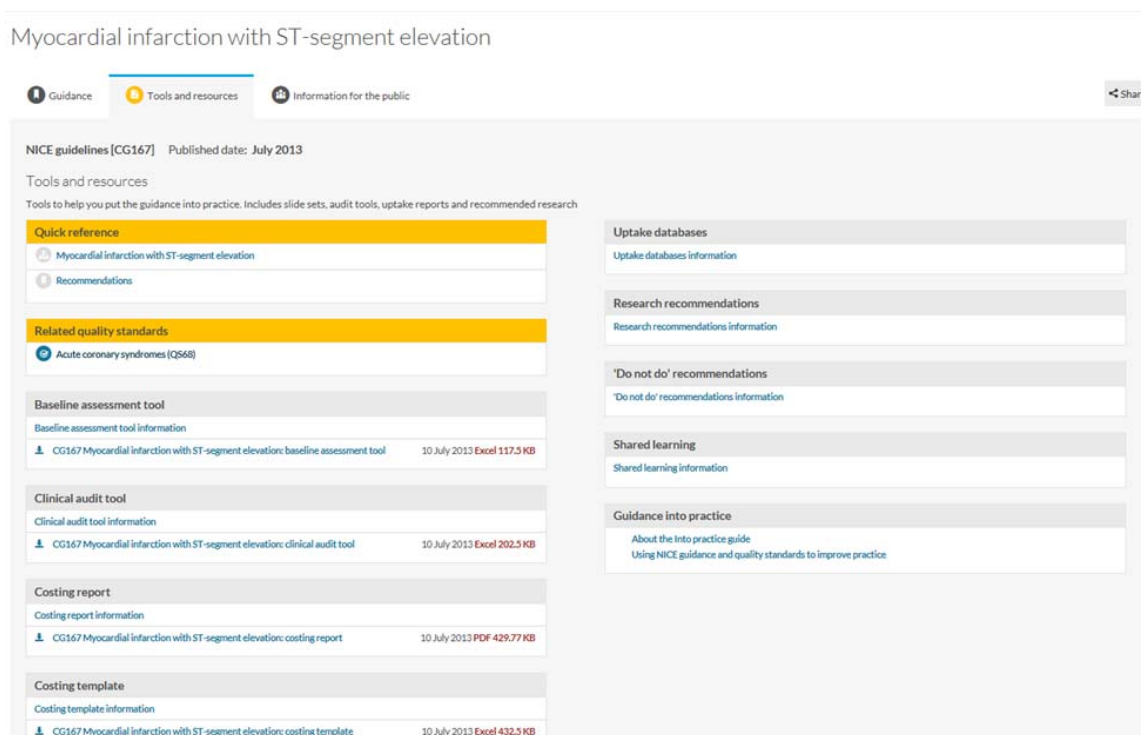 Myocardial infarction with ST-segment elevation
Guidance
Tools and resources
Information for the public
Shar
NICE guidelines [CG167] Published date: July 2013
Tools and resources
Tools to help you put the guidance into practice. Includes slide sets, audit tools, uptake reports and recommended research
Quick reference
Myocardial infarction with ST-segment elevation
Recommendations
Related quality standards
Acute coronary syndromes (QS68)
Baseline assessment tool
Baseline assessment tool information
CG167 Myocardial infarction with ST-segment elevation: baseline assessment tool 10 July 2013 Excel 117.5 KB
Clinical audit tool
Clinical audit tool information
CG167 Myocardial infarction with ST-segment elevation: clinical audit tool 10 July 2013 Excel 202.5 KB
Costing report
Costing report information
CG167 Myocardial infarction with ST-segment elevation: costing report 10 July 2013 PDF 429.77 KB
Costing template
Costing template information
CG167 Myocardial infarction with ST-segment elevation: costing template 10 July 2013 Excel 432.5 KB
Uptake databases
Uptake databases information
Research recommendations
Research recommendations information
'Do not do' recommendations
'Do not do' recommendations information
Shared learning
Shared learning information
Guidance into practice
About the Into practice guide
Using NICE guidance and quality standards to improve practice